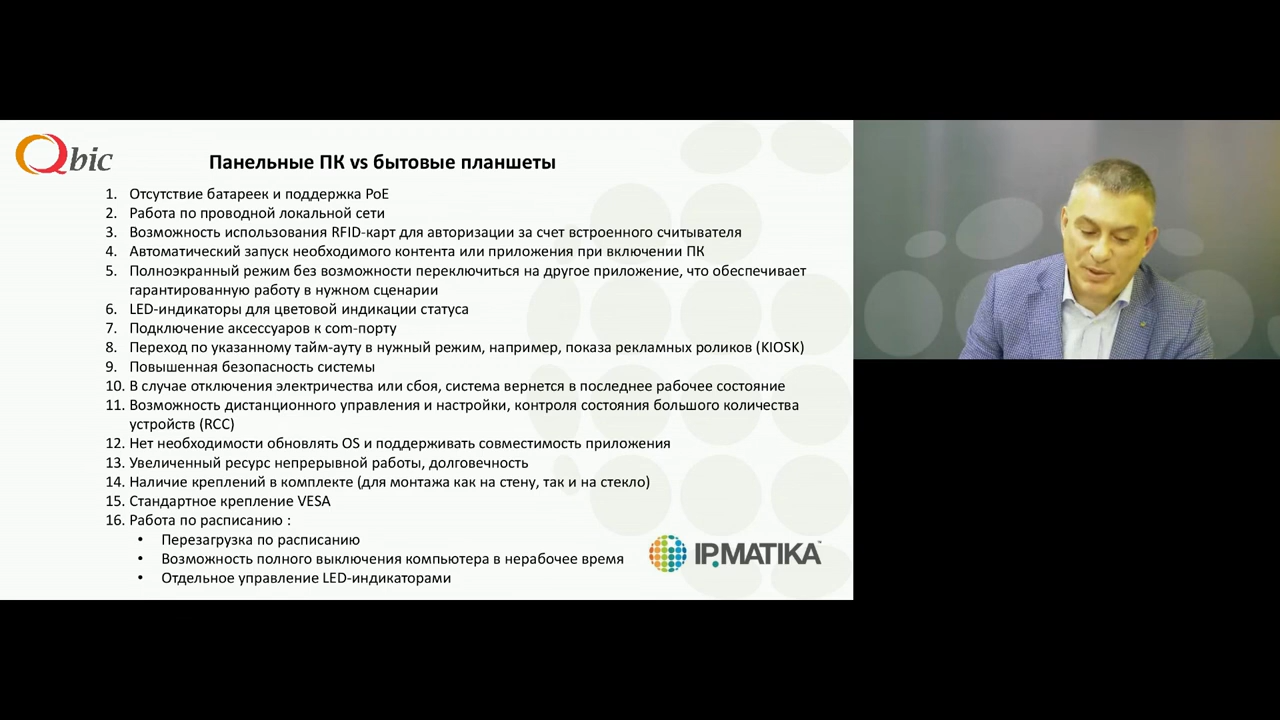 Qbic
Панельные ПК vs бытовые планшеты
1. Отсутствие батареек и поддержка PoE
2. Работа по проводной локальной сети
3. Возможность использования RFID-карт для авторизации за счет встроенного считывателя
4. Автоматический запуск необходимого контента или приложения при включении ПК
5. Полноэкранный режим без возможности переключиться на другое приложение, что обеспечивает
гарантированную работу в нужном сценарии
6. LED-индикаторы для цветовой индикации статуса
7. Подключение аксессуаров к com-порту
8. Переход по указанному тайм-ауту в нужный режим, например, показа рекламных роликов (KIOSK)
9. Повышенная безопасность системы
10. В случае отключения электричества или сбоя, система вернется в последнее рабочее состояние
11. Возможность дистанционного управления и настройки, контроля состояния большого количества
устройств (RCC)
12. Нет необходимости обновлять OS и поддерживать совместимость приложения
13. Увеличенный ресурс непрерывной работы, долговечность
14. Наличие креплений в комплекте (для монтажа как на стену, так и на стекло)
15. Стандартное крепление VESA
16. Работа по расписанию :
• Перезагрузка по расписанию
• Возможность полного выключения компьютера в нерабочее время
• Отдельное управление LED-индикаторами
IP.MATIKA™